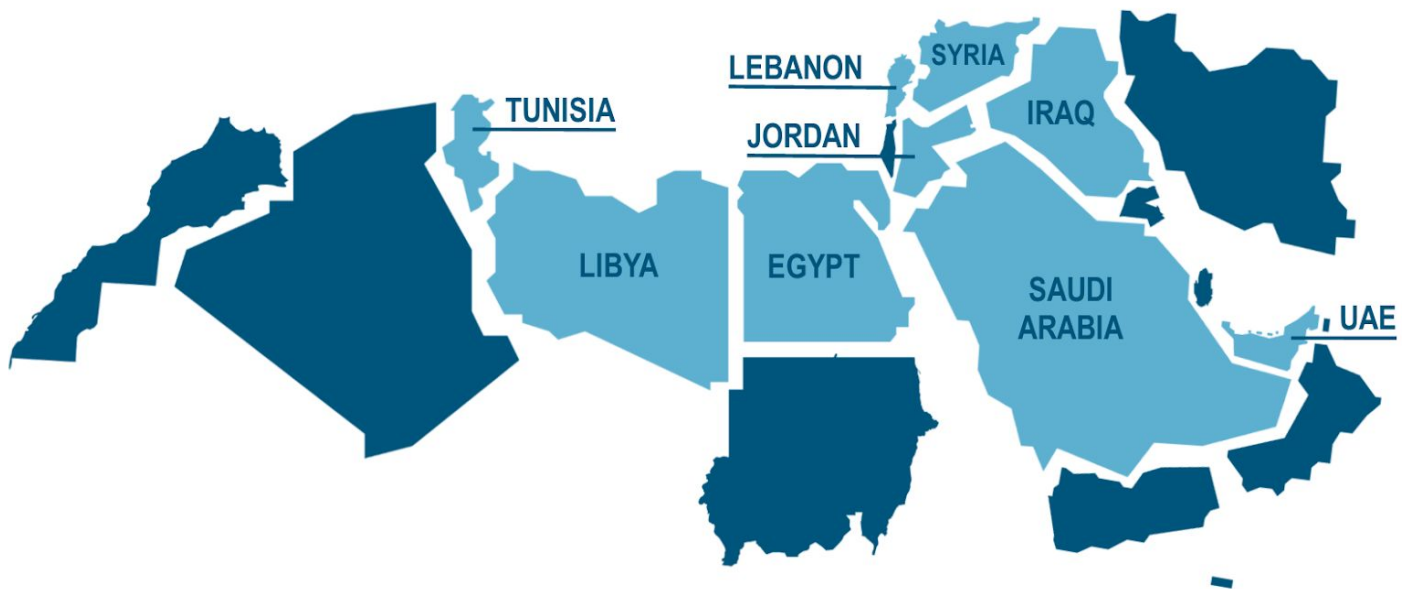 SYRIA
LEBANON
TUNISIA
IRAQ
JORDAN
LIBYA
EGYPT
SAUDI
ARABIA
UAE